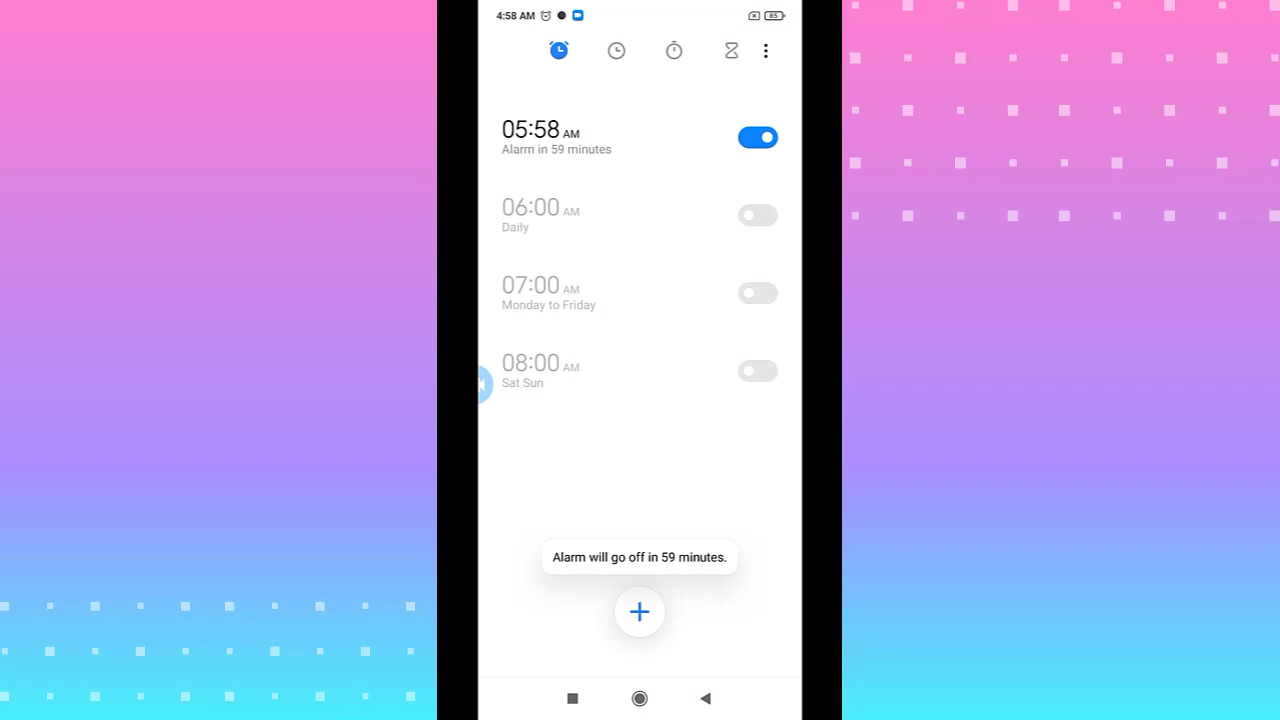 4:58 AM
85
05:58 AM
Alarm in 59 minutes
06:00 AM
Daily
07:00 AM
Monday to Friday
08:00 AM
Sat Sun
Alarm will go off in 59 minutes.